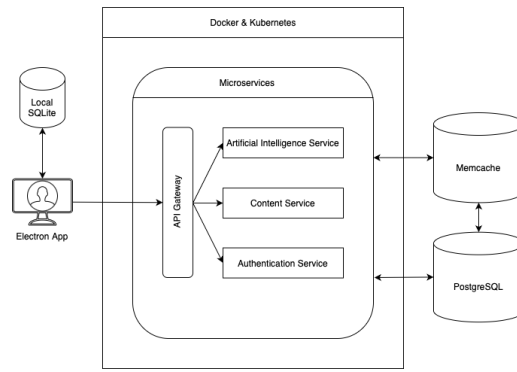 Docker & Kubernetes
Microservices
Local
SQLite
Artificial Intelligence Service
Memcache
API Gateway
Content Service
Electron App
Authentication Service
PostgreSQL